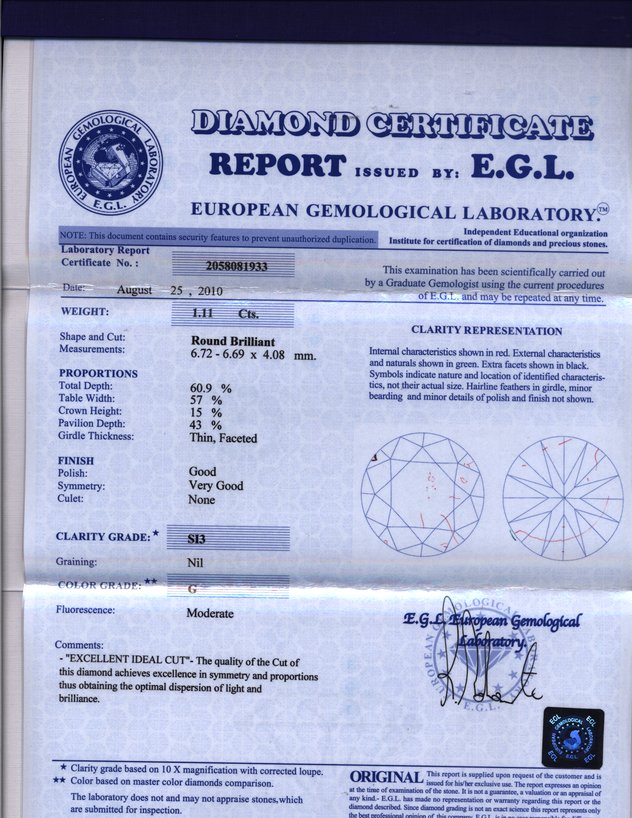 DIAMOND CERTIFICATE
REPORT ISSUED BY: E.G.L.
EUROPEAN GEMOLOGICAL LABORATORY.™
EUROPEAN GEMOLOGICAL LABORATORY
E.G.L.
Independent Educational organization
Institute for certification of diamonds and precious stones.
NOTE: This document contains security features to prevent unauthorized duplication.
Laboratory Report
Certificate No. : 2058081933
Date: August 25 , 2010
This examination has been scientifically carried out
by a Graduate Gemologist using the current procedures
of E.G.L. and may be repeated at any time.
WEIGHT: 1.11 Cts.
Shape and Cut: Round Brilliant
Measurements: 6.72 - 6.69 x 4.08 mm.
PROPORTIONS
Total Depth: 60.9 %
Table Width: 57 %
Crown Height: 15 %
Pavilion Depth: 43 %
Girdle Thickness: Thin, Faceted
FINISH
Polish: Good
Symmetry: Very Good
Culet: None
CLARITY GRADE:★ SI3
Graining: Nil
COLOR GRADE:★★ G
Fluorescence: Moderate
Comments:
- "EXCELLENT IDEAL CUT"- The quality of the Cut of
this diamond achieves excellence in symmetry and proportions
thus obtaining the optimal dispersion of light and
brilliance.
CLARITY REPRESENTATION
Internal characteristics shown in red. External characteristics
and naturals shown in green. Extra facets shown in black.
Symbols indicate nature and location of identified characteris-
tics, not their actual size. Hairline feathers in girdle, minor
bearding and minor details of polish and finish not shown.
E.G.L. European Gemological
Laboratory.
E.G.L.
★ Clarity grade based on 10 X magnification with corrected loupe.
★★ Color based on master color diamonds comparison.
The laboratory does not and may not appraise stones,which
are submitted for inspection.
ORIGINAL This report is supplied upon request of the customer and is
issued for his/her exclusive use. The report expresses an opinion
at the time of examination of the stone. It is not a guarantee, a valuation or an appraisal of
any kind.- E.G.L. has made no representation or warranty regarding this report or the
diamond described. Since diamond grading is not an exact science this report represents only
the best professional opinion of this company.